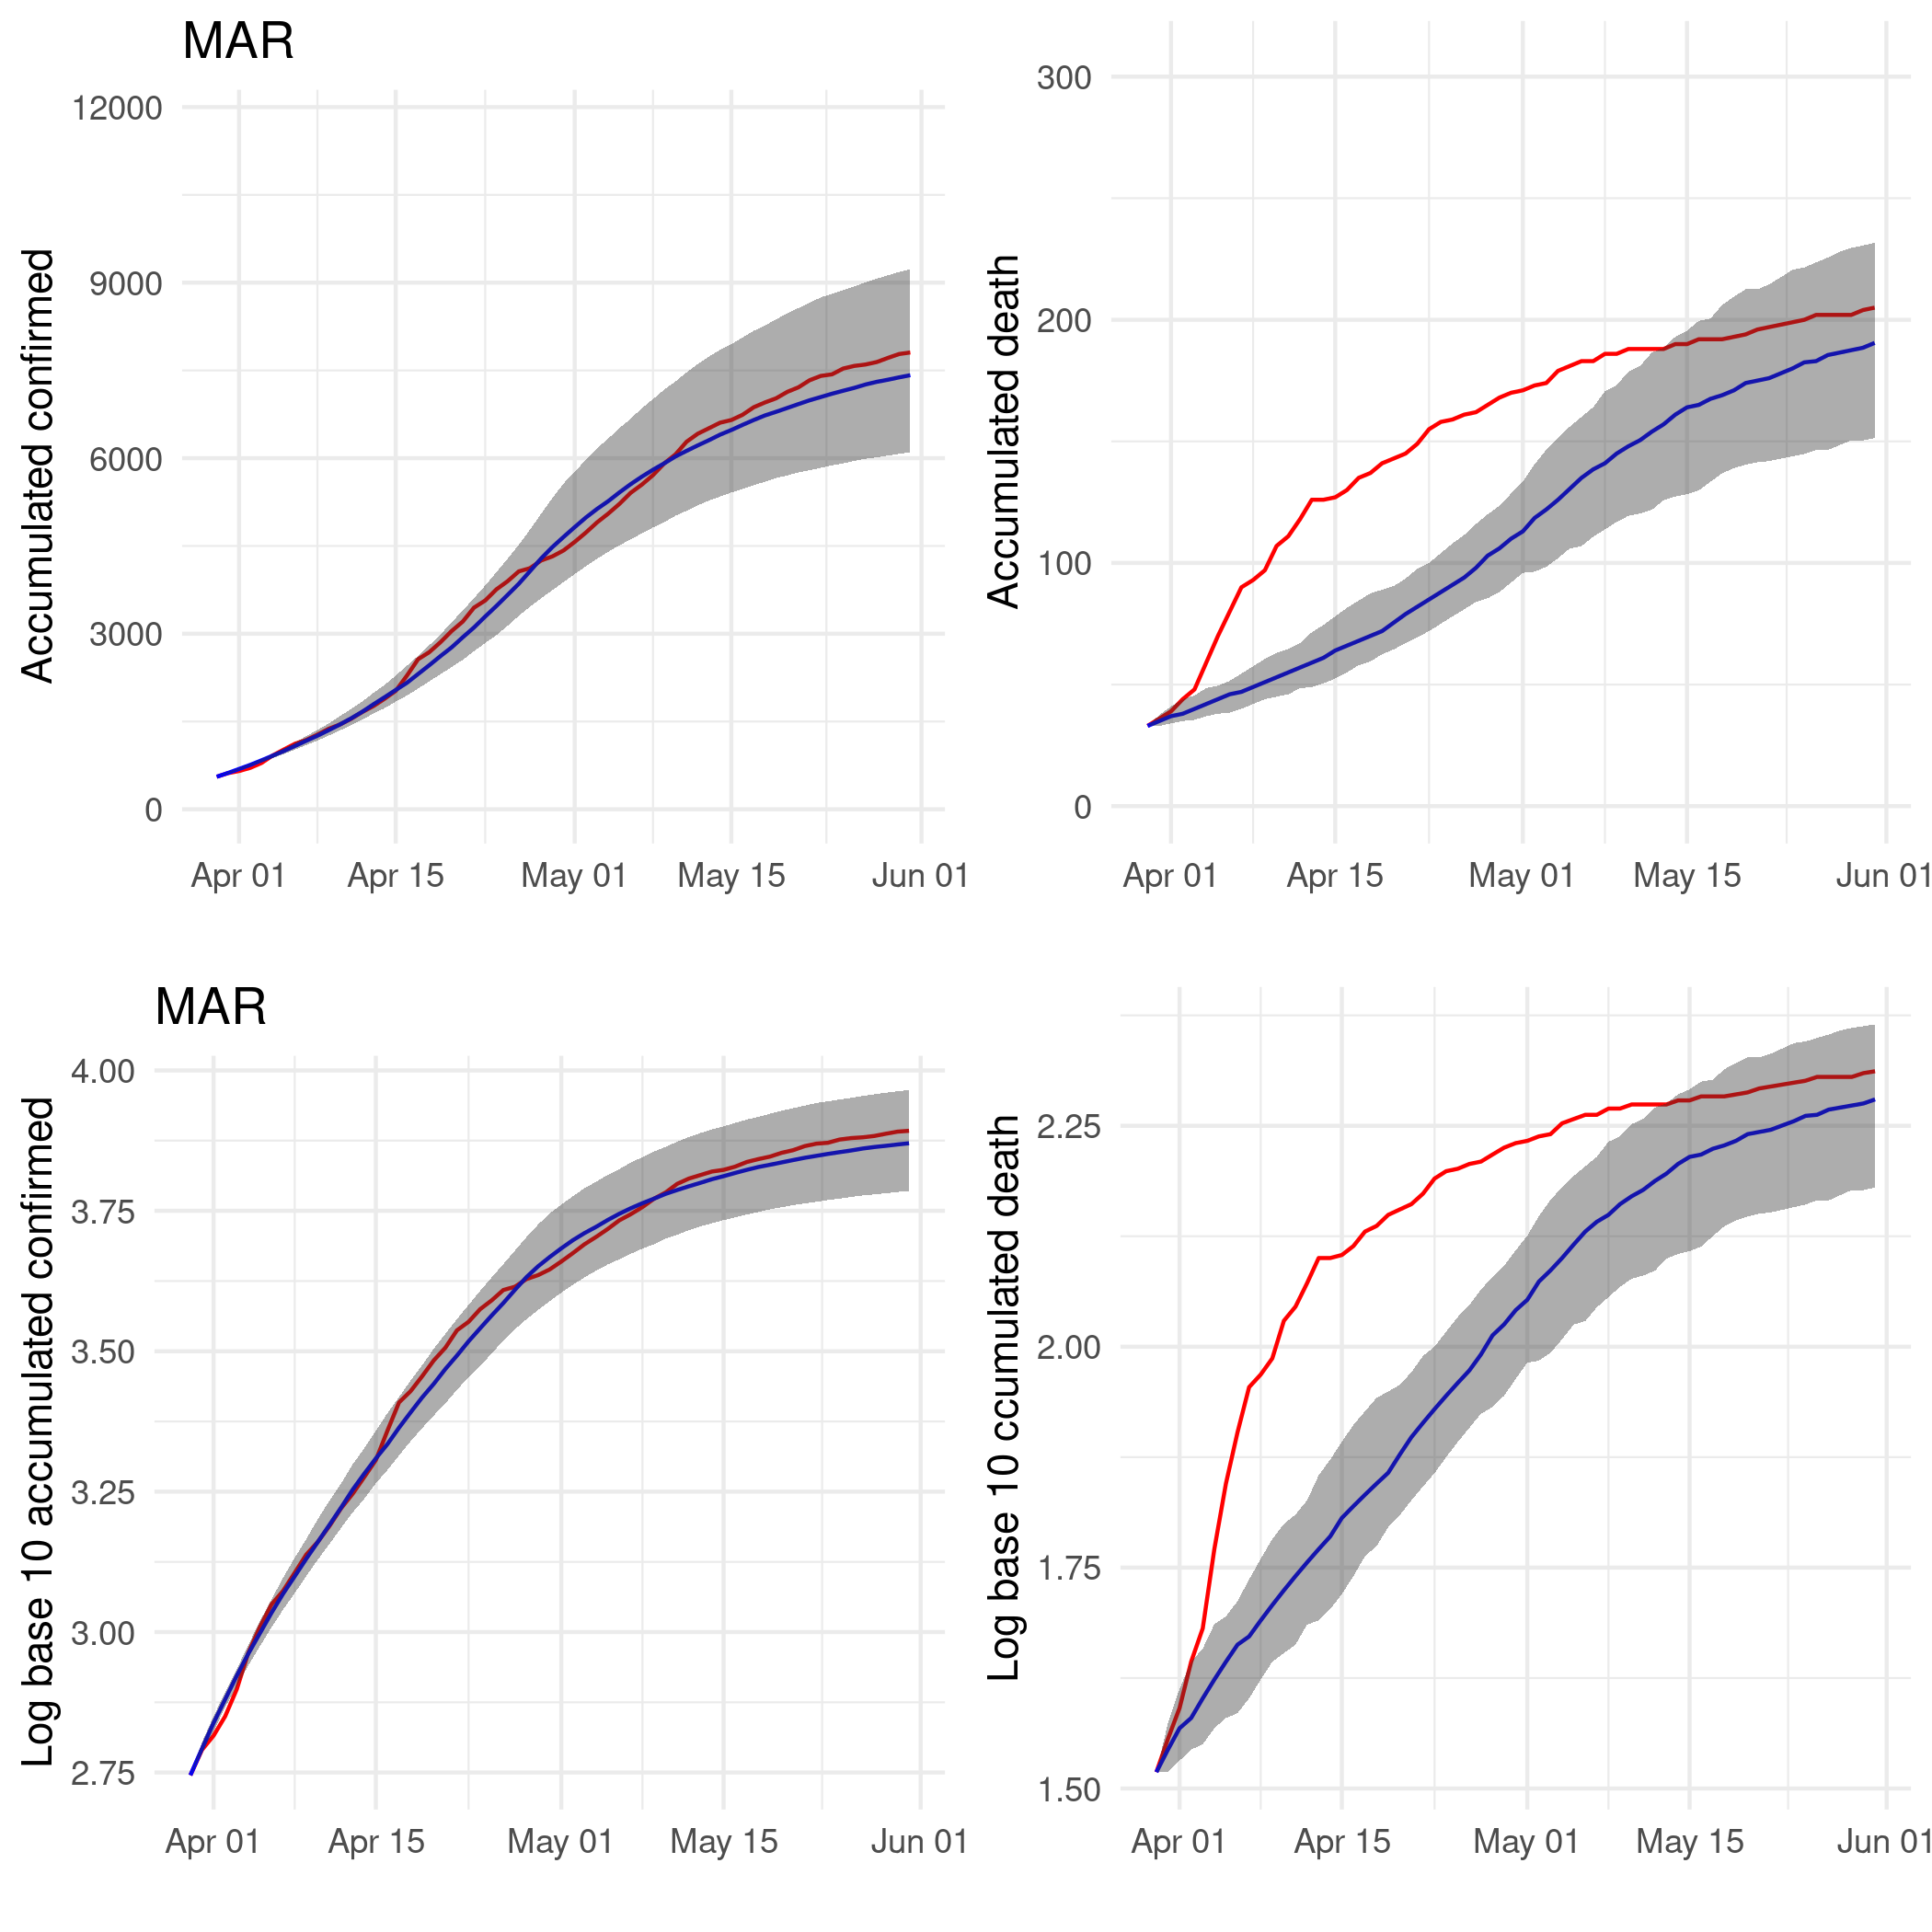 MAR
Accumulated confirmed
12000
9000
6000
3000
0
Apr 01 Apr 15 May 01 May 15 Jun 01
Accumulated death
300
200
100
0
Apr 01 Apr 15 May 01 May 15 Jun 01
MAR
Log base 10 accumulated confirmed
4.00
3.75
3.50
3.25
3.00
2.75
Apr 01 Apr 15 May 01 May 15 Jun 01
Log base 10 ccumulated death
2.25
2.00
1.75
1.50
Apr 01 Apr 15 May 01 May 15 Jun 01